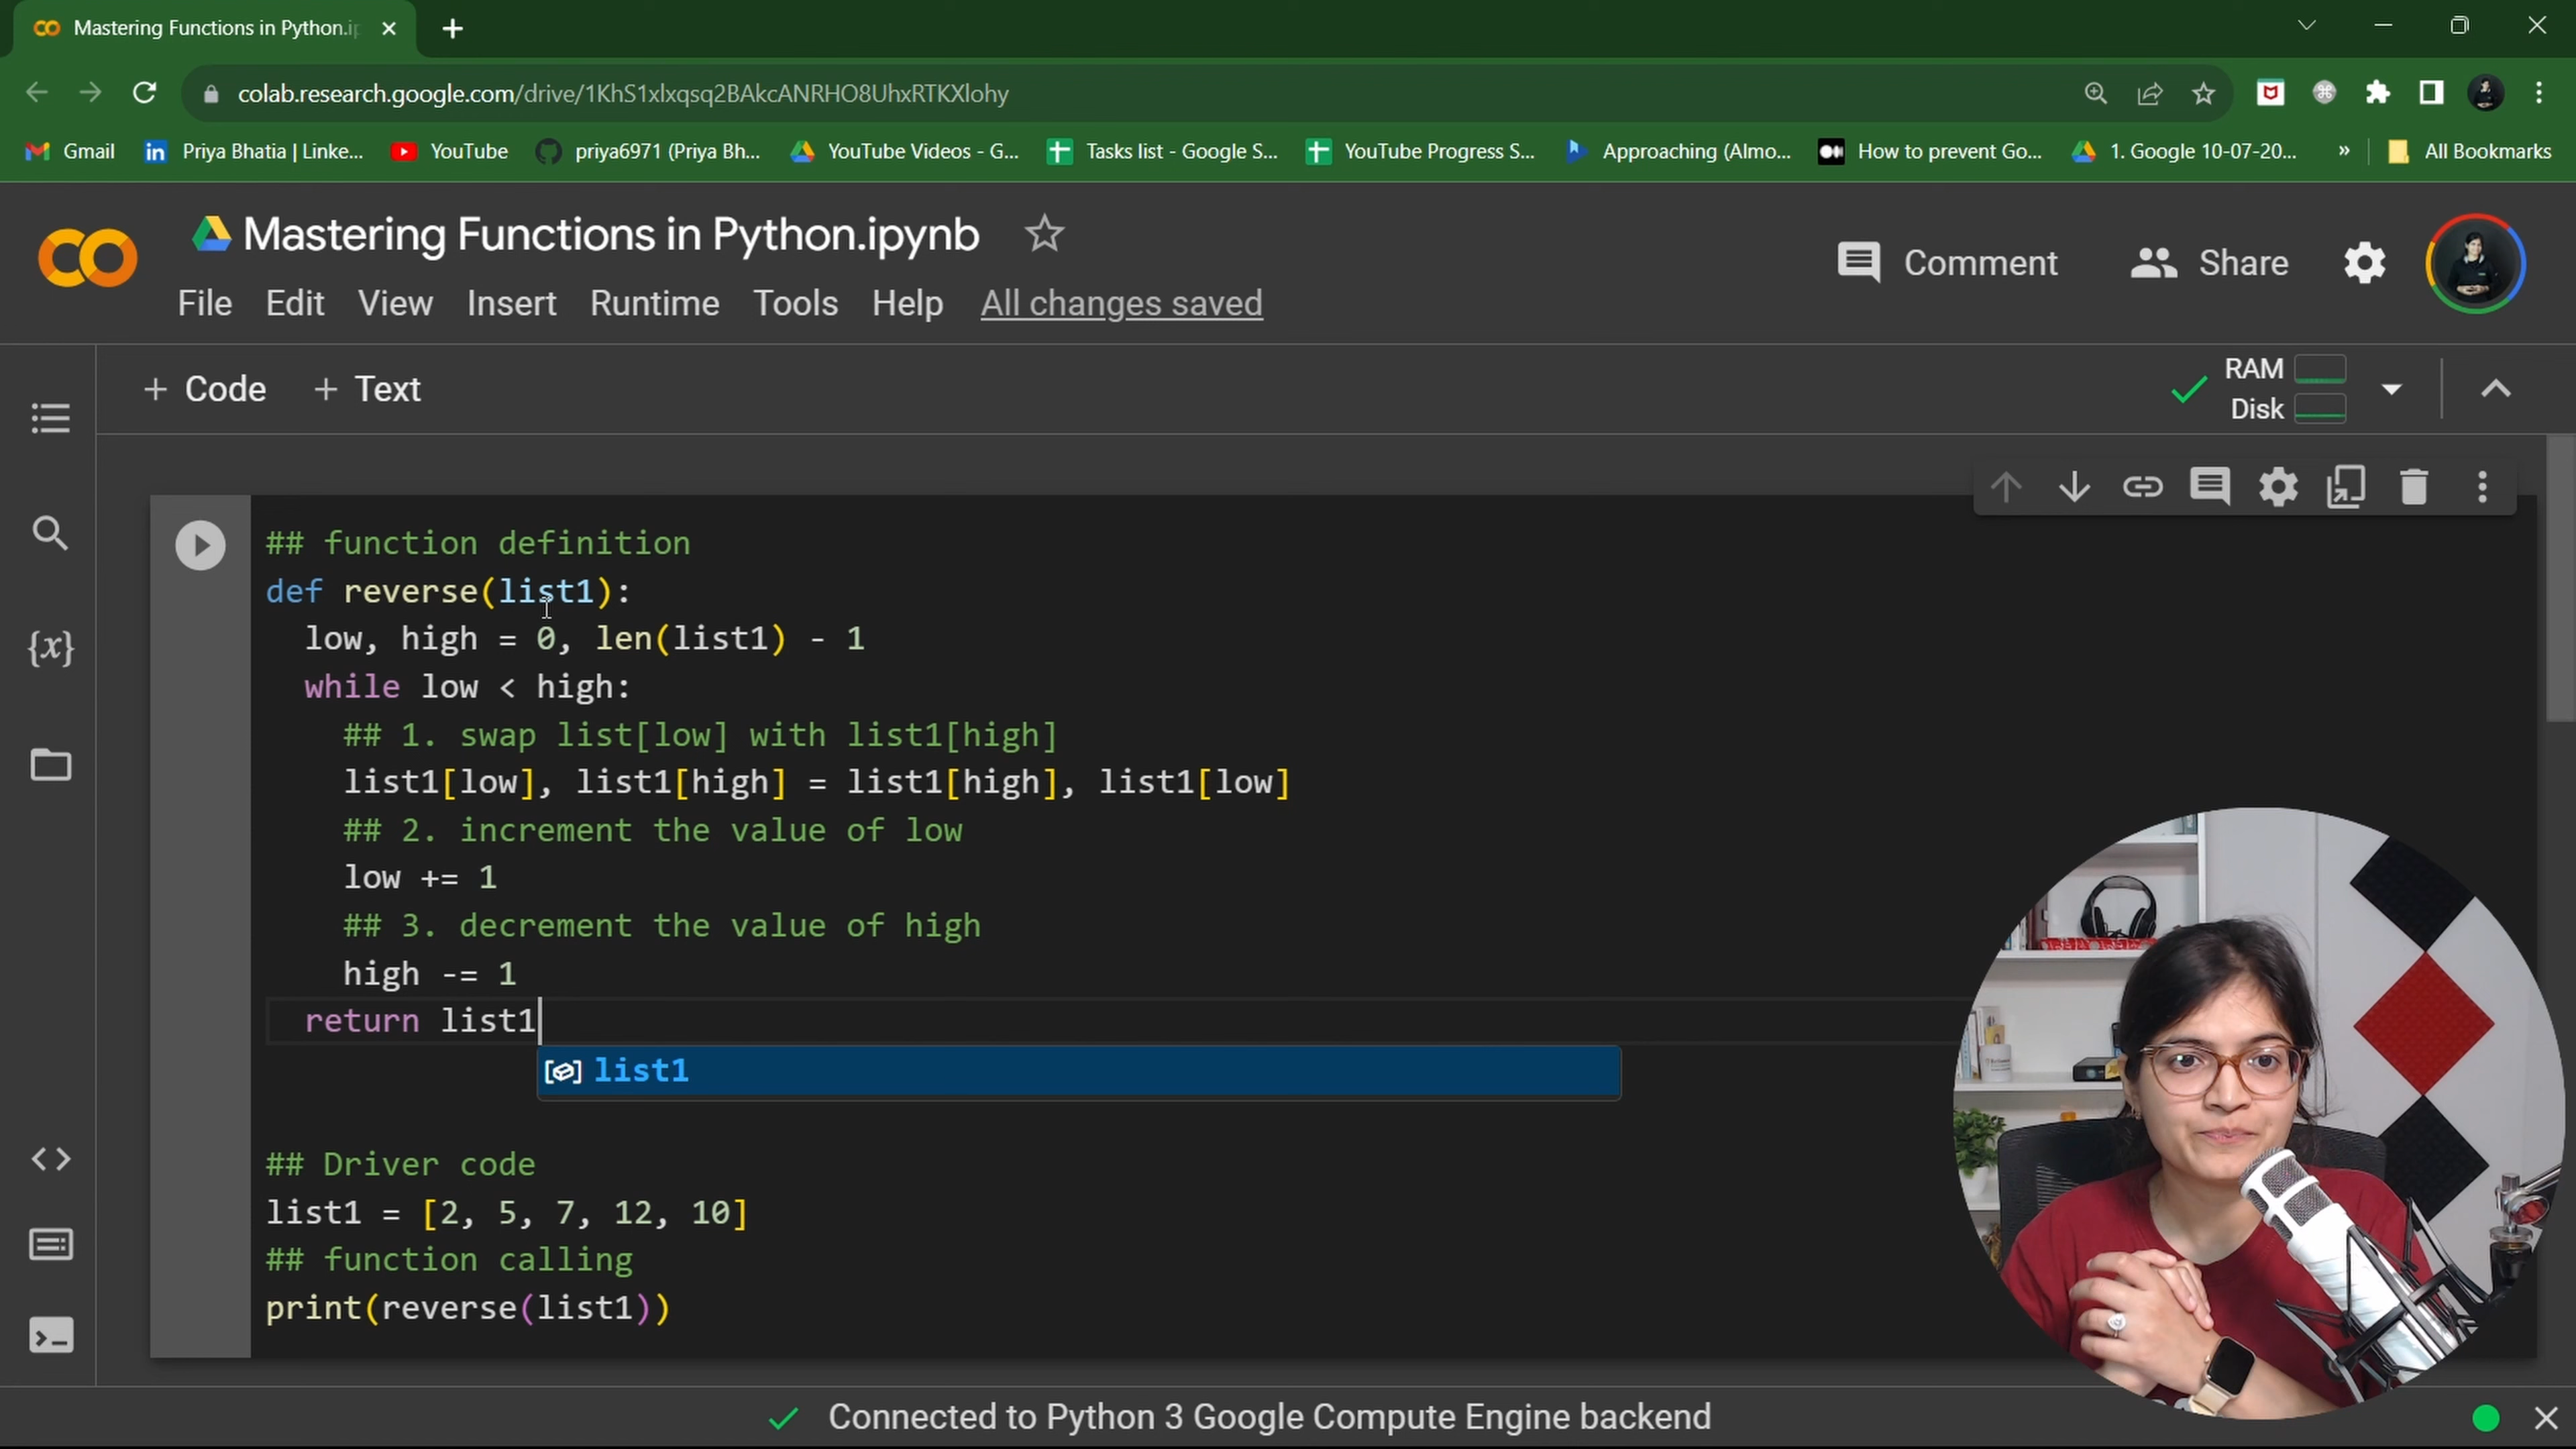 Mastering Functions in Python.ip
colab.research.google.com/drive/1KhS1xlxqsq2BAkcANRHO8UhxRTKXlohy
Gmail
in Priya Bhatia | Linke...
YouTube
priya6971 (Priya Bh...
YouTube Videos - G...
Tasks list - Google S...
YouTube Progress S...
Approaching (Almo...
How to prevent Go...
1. Google 10-07-20...
»
All Bookmarks
Mastering Functions in Python.ipynb
Comment
Share
File Edit View Insert Runtime Tools Help All changes saved
+ Code + Text
RAM
Disk
{x}
## function definition
def reverse(list1):
low, high = 0, len(list1) - 1
while low < high:
## 1. swap list[low] with list1[high]
list1[low], list1[high] = list1[high], list1[low]
## 2. increment the value of low
low += 1
## 3. decrement the value of high
high -= 1
return list1
list1
## Driver code
list1 = [2, 5, 7, 12, 10]
## function calling
print(reverse(list1))
Connected to Python 3 Google Compute Engine backend